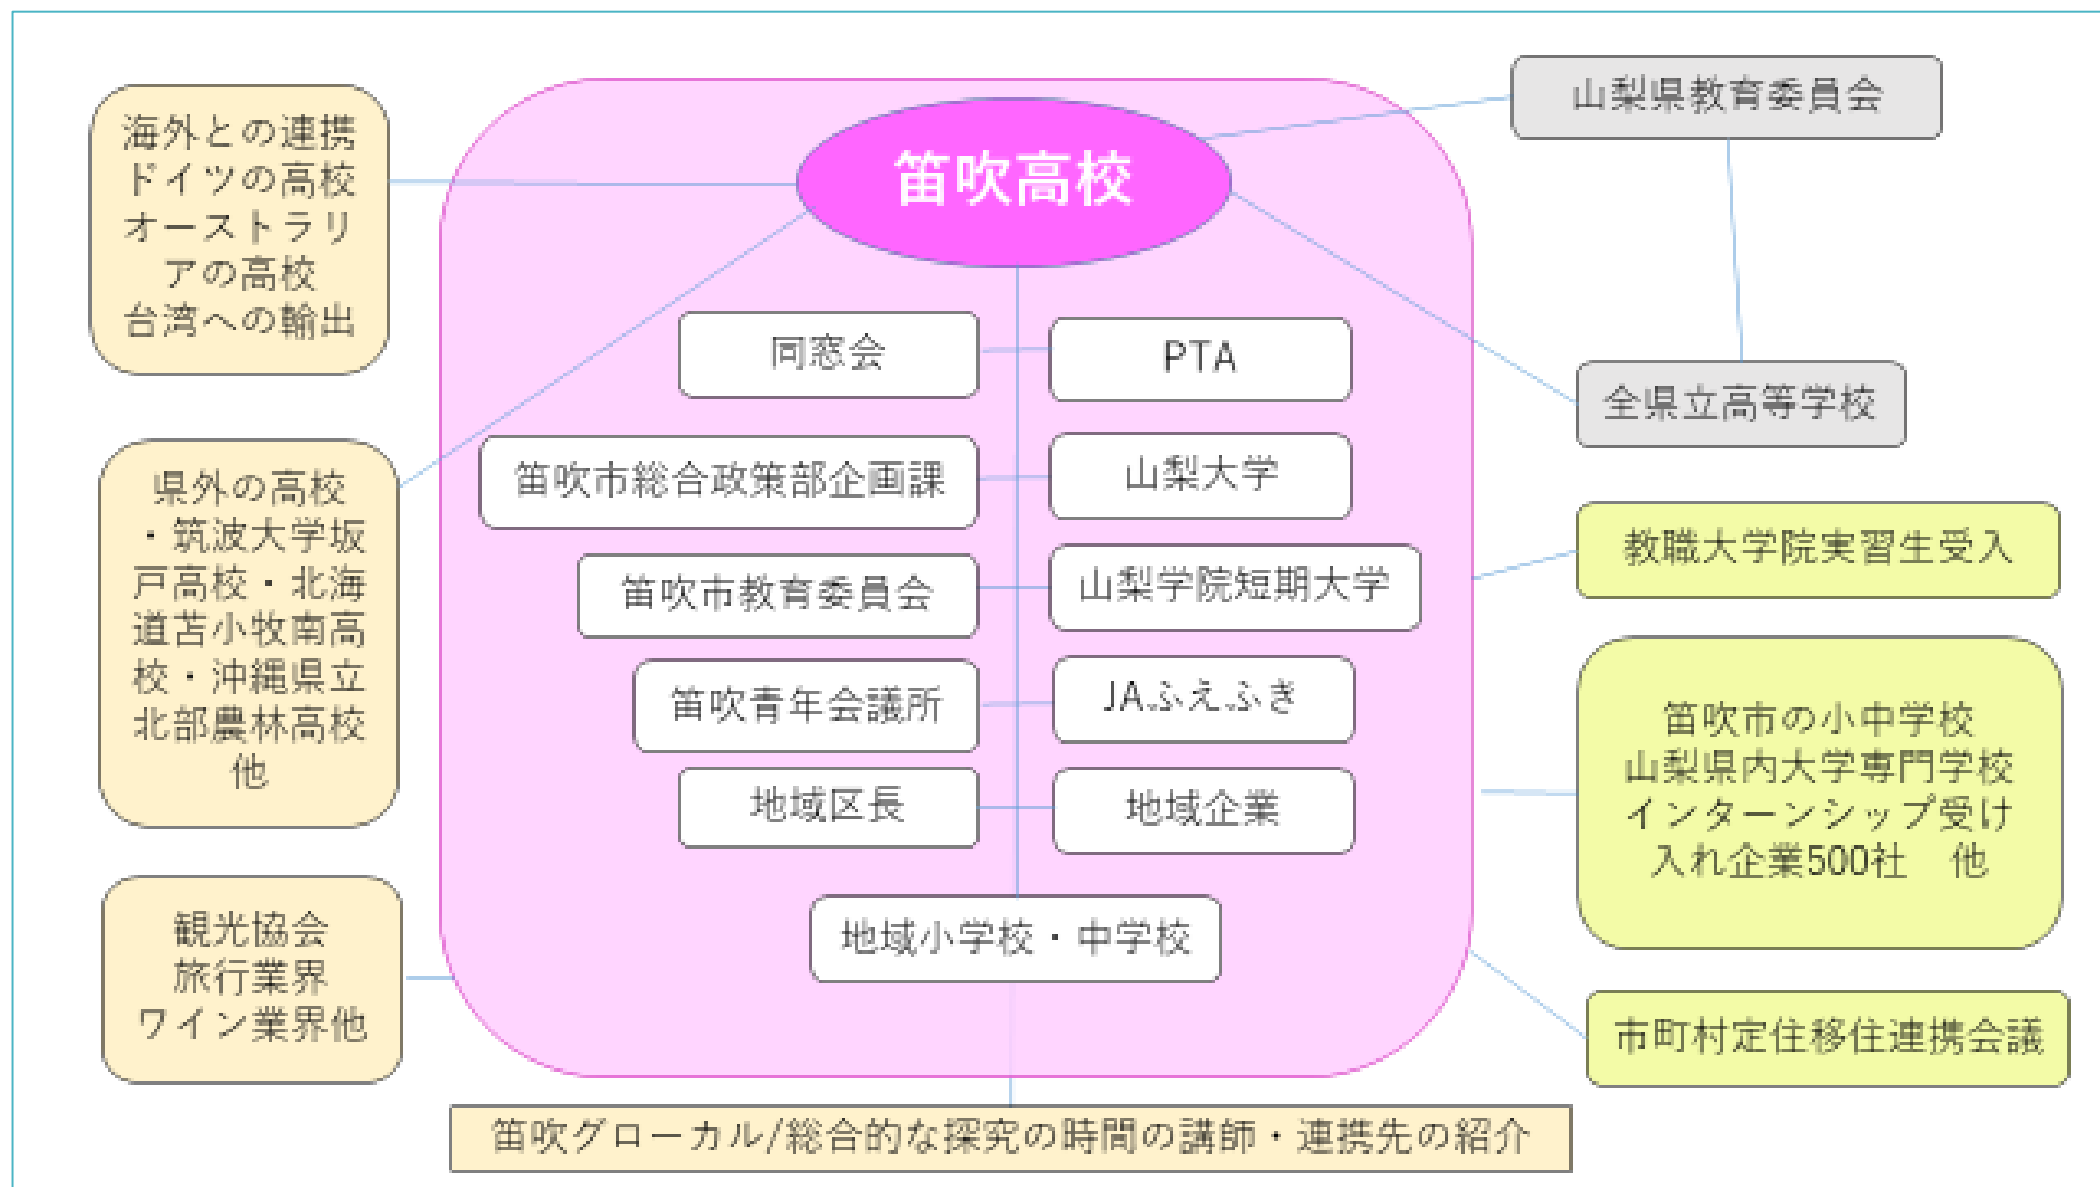 笛吹高校
山梨県教育委員会
全県立高等学校
海外との連携
ドイツの高校
オーストラリ
アの高校
台湾への輸出
県外の高校
・筑波大学坂
戸高校・北海
道苫小牧南高
校・沖縄県立
北部農林高校
他
観光協会
旅行業界
ワイン業界他
同窓会
PTA
笛吹市総合政策部企画課
山梨大学
笛吹市教育委員会
山梨学院短期大学
笛吹青年会議所
JAふえふき
地域区長
地域企業
地域小学校・中学校
教職大学院実習生受入
笛吹市の小中学校
山梨県内大学専門学校
インターンシップ受け
入れ企業500社　他
市町村定住移住連携会議
笛吹グローカル/総合的な探究の時間の講師・連携先の紹介